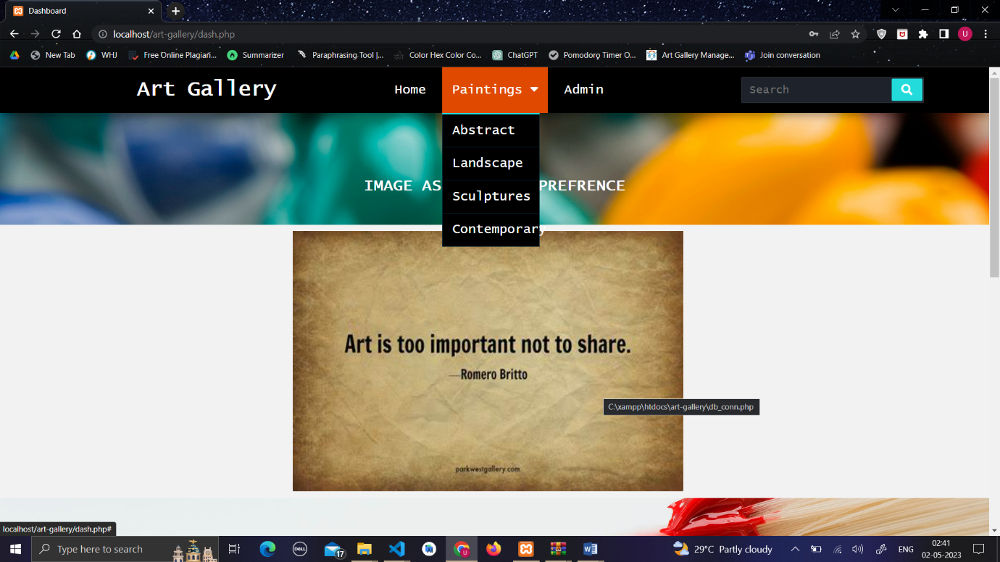 Dashboard
localhost/art-gallery/dash.php
U
New Tab
WHJ
Free Online Plagiari...
Summarizer
Paraphrasing Tool |...
Color Hex Color Co...
ChatGPT
Pomodoro Timer O...
Art Gallery Manage...
Join conversation
Art Gallery
Home
Paintings
Admin
Search
Abstract
Landscape
Sculptures
Contemporary
IMAGE AS PREFRENCE
Art is too important not to share.
—Romero Britto
C:\xampp\htdocs\art-gallery\db_conn.php
parkwestgallery.com
localhost/art-gallery/dash.php#
Type here to search
DELL
17
U
29°C Partly cloudy
ENG
02:41
02-05-2023